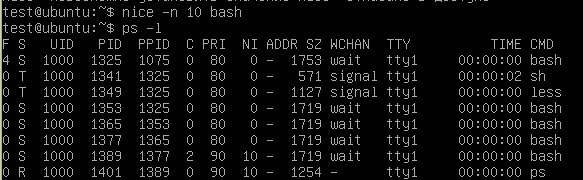 test@ubuntu:~$ nice -n 10 bash
test@ubuntu:~$ ps -l
F S   UID   PID  PPID  C PRI  NI ADDR SZ WCHAN  TTY          TIME CMD
4 S  1000  1325  1075  0  80   0 -  1753 wait   tty1     00:00:00 bash
0 T  1000  1341  1325  0  80   0 -   571 signal tty1     00:00:02 sh
0 T  1000  1349  1325  0  80   0 -  1127 signal tty1     00:00:00 less
0 S  1000  1353  1325  0  80   0 -  1719 wait   tty1     00:00:00 bash
0 S  1000  1365  1353  0  80   0 -  1719 wait   tty1     00:00:00 bash
0 S  1000  1377  1365  0  80   0 -  1719 wait   tty1     00:00:00 bash
0 S  1000  1389  1377  2  90  10 -  1719 wait   tty1     00:00:00 bash
0 R  1000  1401  1389  0  90  10 -  1254 -      tty1     00:00:00 ps